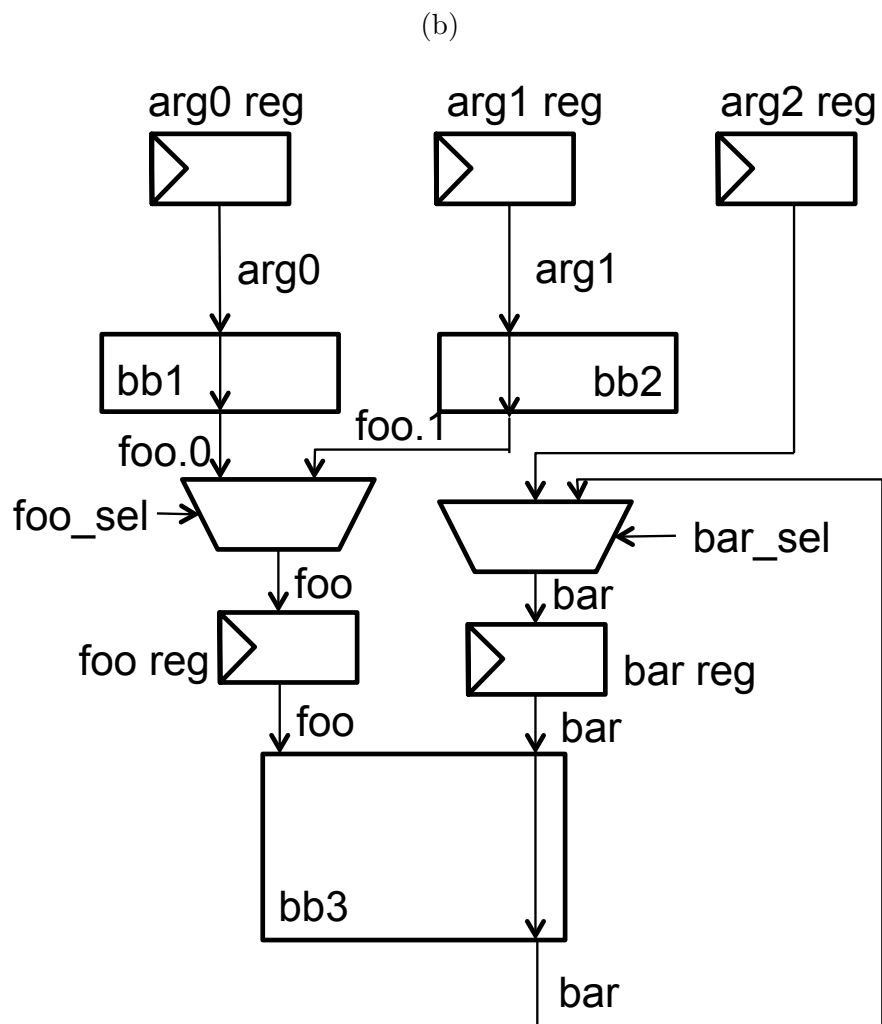 (b)
arg0 reg
arg1 reg
arg2 reg
arg0
arg1
bb1
bb2
foo.0
foo.1
foo_sel
bar_sel
foo
bar
foo reg
bar reg
foo
bar
bb3
bar